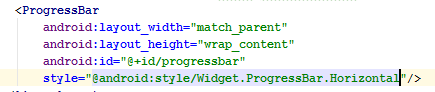 <ProgressBar
android:layout_width="match_parent"
android:layout_height="wrap_content"
android:id="@+id/progressbar"
style="@android:style/Widget.ProgressBar.Horizontal"/>